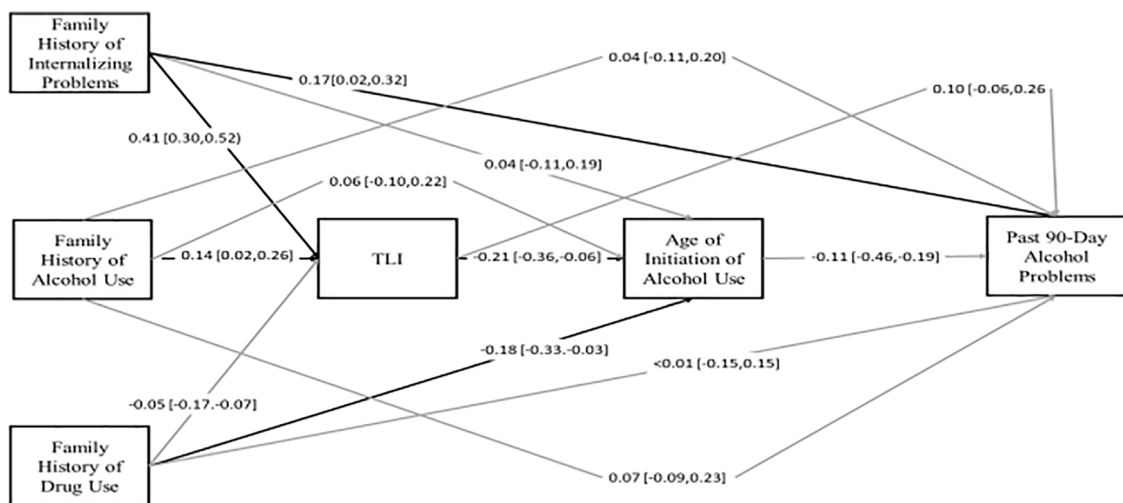 Family
History of
Internalizing
Problems
0.04 [-0.11,0.20]
0.17[0.02,0.32]
0.10 [-0.06,0.26
0.41 [0.30,0.52)
0.04 [-0.11,0.19]
0.06 [-0.10,0.22]
Family
History of
Alcohol Use
0.14 [0.02,0.26]
TLI
-0.21 [-0.36,-0.06]
Age of
Initiation of
Alcohol Use
-0.11 [-0.46,-0.19]
Past 90-Day
Alcohol
Problems
-0.18 [-0.33.-0.03]
<0.01 [-0.15,0.15]
-0.05 [-0.17.-0.07]
Family
History of
Drug Use
0.07 [-0.09,0.23]